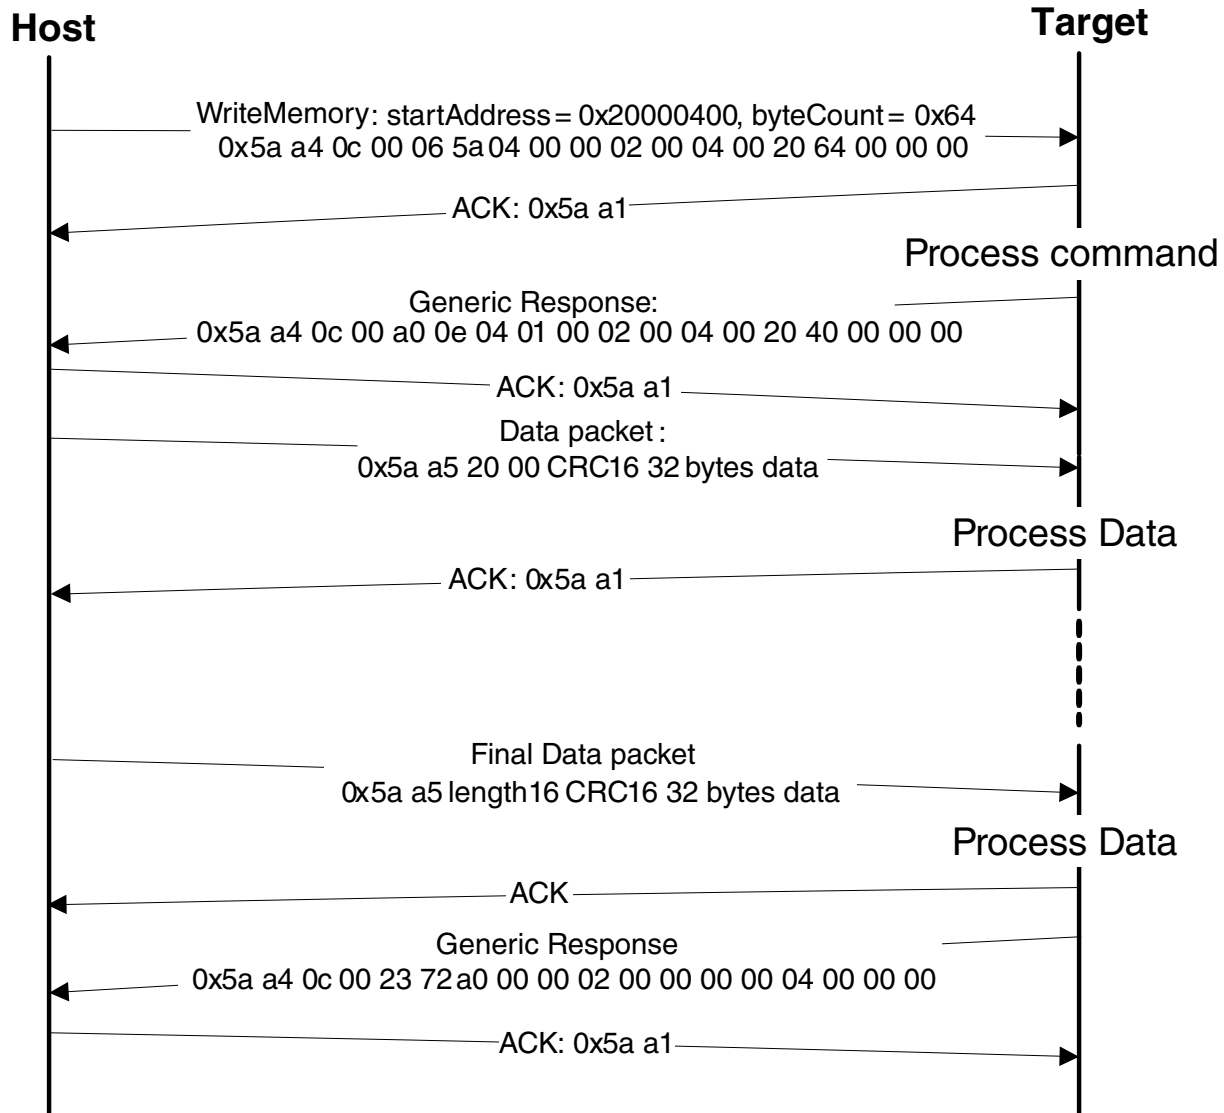 Host
Target
WriteMemory: startAddress = 0x20000400, byteCount = 0x64
0x5a a4 0c 00 06 5a 04 00 00 02 00 04 00 20 64 00 00 00
ACK: 0x5a a1
Process command
Generic Response:
0x5a a4 0c 00 a0 0e 04 01 00 02 00 04 00 20 40 00 00 00
ACK: 0x5a a1
Data packet :
0x5a a5 20 00 CRC16 32 bytes data
Process Data
ACK: 0x5a a1
Final Data packet
0x5a a5 length16 CRC16 32 bytes data
Process Data
ACK
Generic Response
0x5a a4 0c 00 23 72 a0 00 00 02 00 00 00 00 04 00 00 00
ACK: 0x5a a1